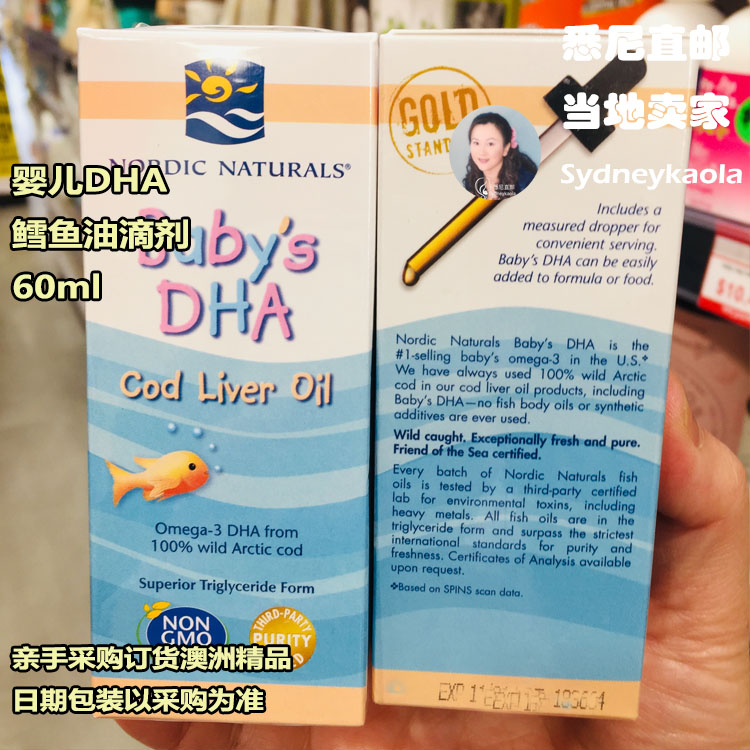 悉尼直邮
当地卖家
Sydneykaola
婴儿DHA
鳕鱼油滴剂
60ml
NORDIC NATURALS®
Baby's
DHA
Cod Liver Oil
Omega-3 DHA from
100% wild Arctic cod
Superior Triglyceride Form
NON
GMO
THIRD-PARTY
PURITY
亲手采购订货澳洲精品
日期包装以采购为准
GOLD
STAND
悉尼直邮
Includes a
measured dropper for
convenient serving.
Baby's DHA can be easily
added to formula or food.
Nordic Naturals Baby's DHA is the
#1-selling baby's omega-3 in the U.S.❖
We have always used 100% wild Arctic
cod in our cod liver oil products, including
Baby's DHA—no fish body oils or synthetic
additives are ever used.
Wild caught. Exceptionally fresh and pure.
Friend of the Sea certified.
Every batch of Nordic Naturals fish
oils is tested by a third-party certified
lab for environmental toxins, including
heavy metals. All fish oils are in the
triglyceride form and surpass the strictest
international standards for purity and
freshness. Certificates of Analysis available
upon request.
❖Based on SPINS scan data.
EXP
$10